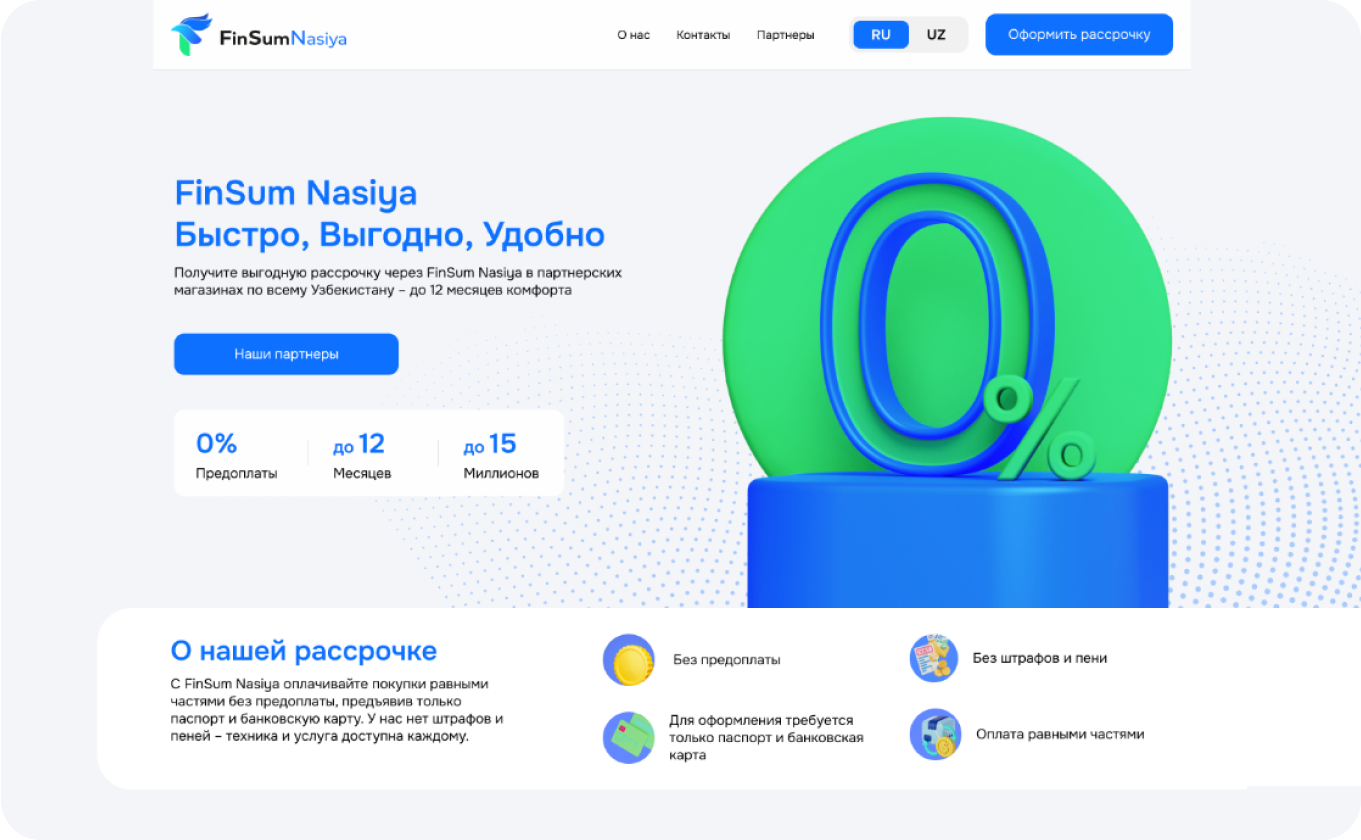 FinSumNasiya
О нас
Контакты
Партнеры
RU
UZ
Оформить рассрочку
FinSum Nasiya
Быстро, Выгодно, Удобно
Получите выгодную рассрочку через FinSum Nasiya в партнерских
магазинах по всему Узбекистану – до 12 месяцев комфорта
Наши партнеры
0%
Предоплаты
до 12
Месяцев
до 15
Миллионов
0%
О нашей рассрочке
С FinSum Nasiya оплачивайте покупки равными
частями без предоплаты, предъявив только
паспорт и банковскую карту. У нас нет штрафов и
пеней – техника и услуга доступна каждому.
Без предоплаты
Без штрафов и пени
Для оформления требуется
только паспорт и банковская
карта
Оплата равными частями